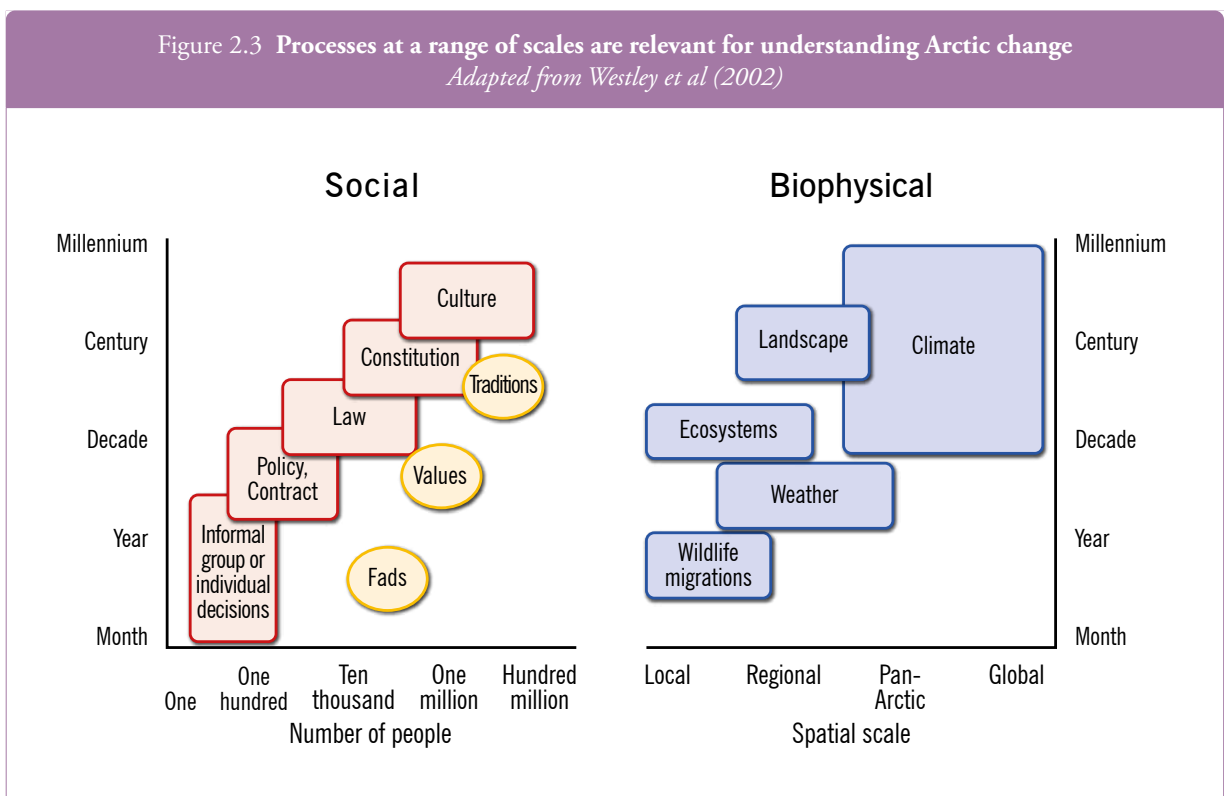 Figure 2.3 Processes at a range of scales are relevant for understanding Arctic change
Adapted from Westley et al (2002)
Social
Millennium
Century
Decade
Year
Month
Culture
Constitution
Traditions
Law
Values
Policy,
Contract
Informal
group or
individual
decisions
Fads
One
One
hundred
Ten
thousand
One
million
Hundred
million
Number of people
Biophysical
Climate
Landscape
Ecosystems
Weather
Wildlife
migrations
Millennium
Century
Decade
Year
Month
Local
Regional
Pan-
Arctic
Global
Spatial scale